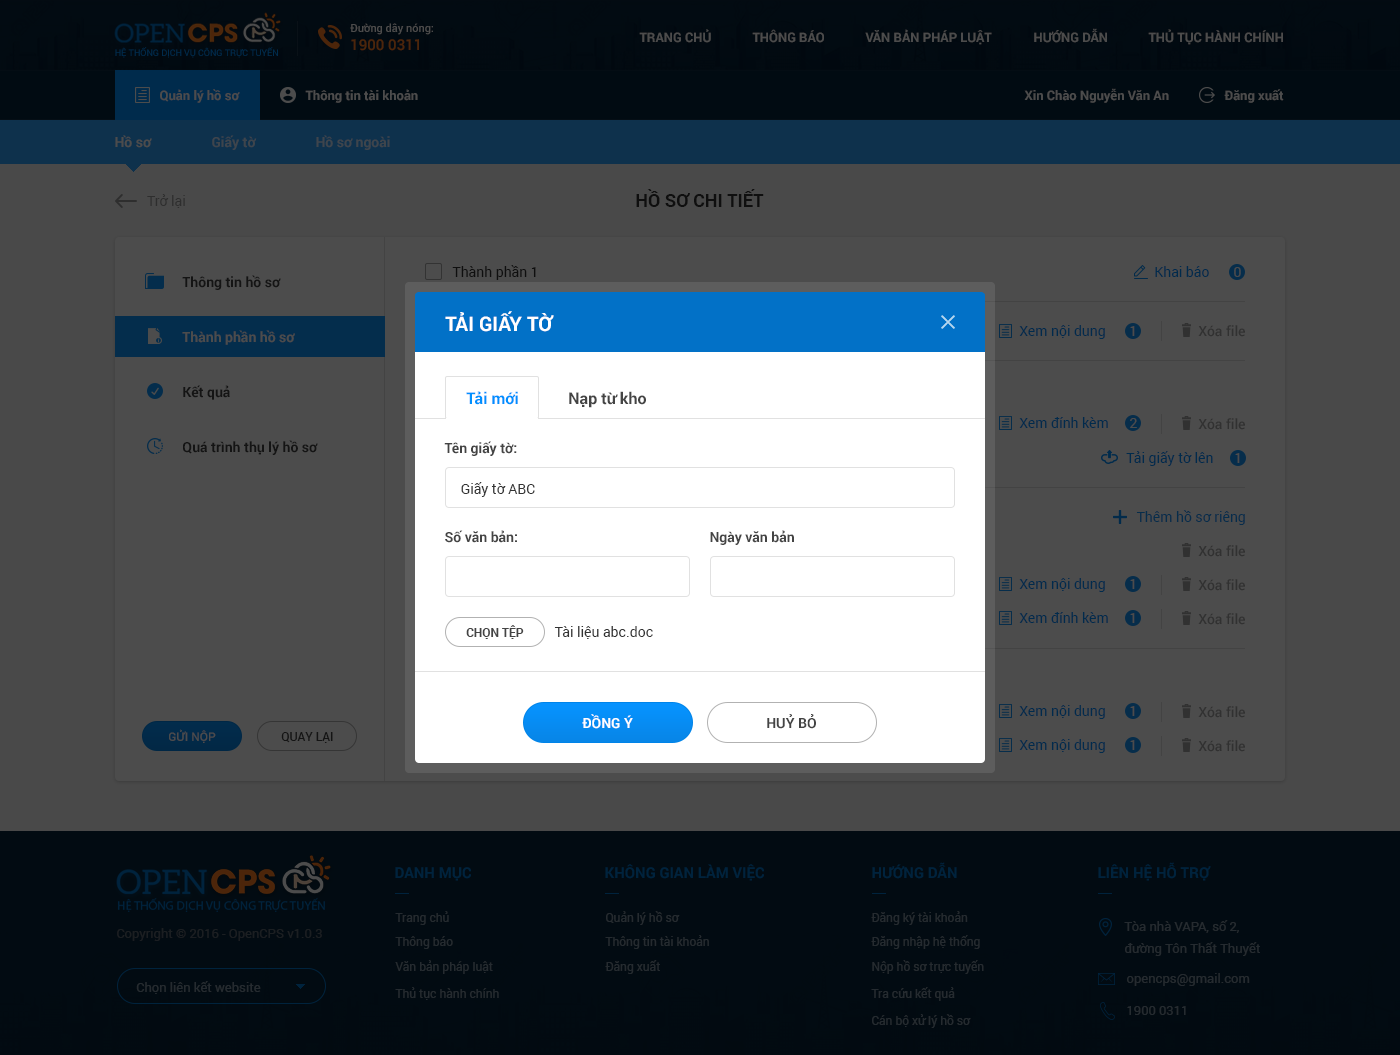 OPENCPS
HỆ THỐNG DỊCH VỤ CÔNG TRỰC TUYẾN
Đường dây nóng:
1900 0311
TRANG CHỦ
THÔNG BÁO
VĂN BẢN PHÁP LUẬT
HƯỚNG DẪN
THỦ TỤC HÀNH CHÍNH
Quản lý hồ sơ
Thông tin tài khoản
Xin Chào Nguyễn Văn An
Đăng xuất
Hồ sơ
Giấy tờ
Hồ sơ ngoài
Trở lại
HỒ SƠ CHI TIẾT
Thông tin hồ sơ
Thành phần hồ sơ
Kết quả
Quá trình thụ lý hồ sơ
GỬI NỘP
QUAY LẠI
Thành phần 1
Khai báo 0
Xem nội dung 1 Xóa file
Xem đính kèm 2 Xóa file
Tải giấy tờ lên 1
Thêm hồ sơ riêng
Xóa file
Xem nội dung 1 Xóa file
Xem đính kèm 1 Xóa file
Xem nội dung 1 Xóa file
Xem nội dung 1 Xóa file
TẢI GIẤY TỜ
Tải mới
Nạp từ kho
Tên giấy tờ:
Giấy tờ ABC
Số văn bản:
Ngày văn bản
CHỌN TỆP
Tài liệu abc.doc
ĐỒNG Ý
HUỶ BỎ
OPENCPS
HỆ THỐNG DỊCH VỤ CÔNG TRỰC TUYẾN
Copyright © 2016 - OpenCPS v1.0.3
Chọn liên kết website
DANH MỤC
Trang chủ
Thông báo
Văn bản pháp luật
Thủ tục hành chính
KHÔNG GIAN LÀM VIỆC
Quản lý hồ sơ
Thông tin tài khoản
Đăng xuất
HƯỚNG DẪN
Đăng ký tài khoản
Đăng nhập hệ thống
Nộp hồ sơ trực tuyến
Tra cứu kết quả
Cán bộ xử lý hồ sơ
LIÊN HỆ HỖ TRỢ
Tòa nhà VAPA, số 2,
đường Tôn Thất Thuyết
opencps@gmail.com
1900 0311